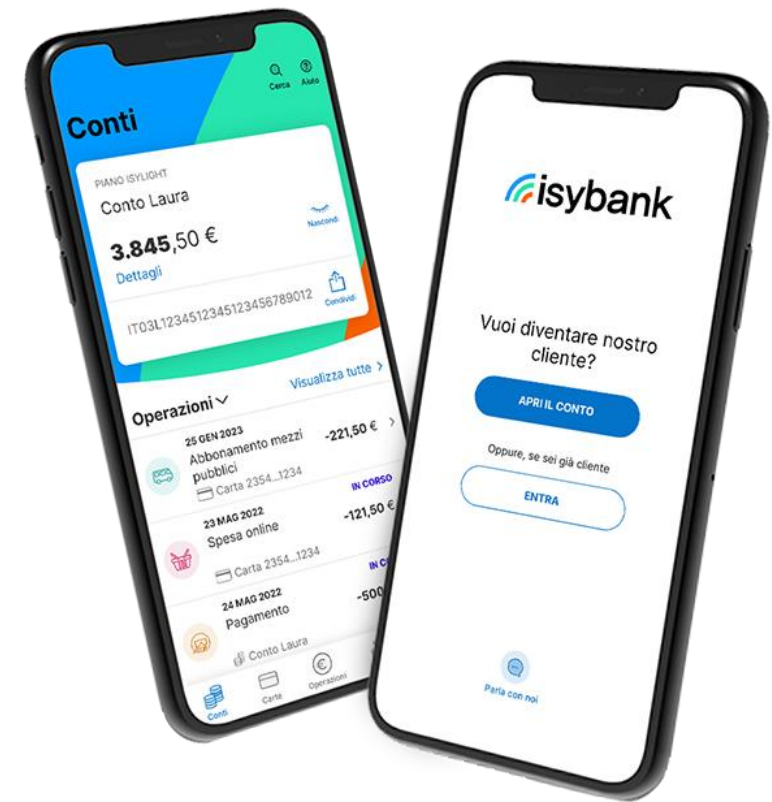 Cerca
Aiuto
Conti
PIANO ISYLIGHT
Conto Laura
3.845,50 €
Nascondi
Dettagli
IT03L1234512345123456789012
Condividi
Operazioni
Visualizza tutte
25 GEN 2023
Abbonamento mezzi
-221,50 €
pubblici
Carta 2354...1234
IN CORSO
23 MAG 2022
Spesa online
-121,50 €
Carta 2354...1234
24 MAG 2022
Pagamento
-500
Conto Laura
Conti
Carte
Operazioni
isybank
Vuoi diventare nostro
cliente?
APRI IL CONTO
Oppure, se sei già cliente
ENTRA
Parla con noi